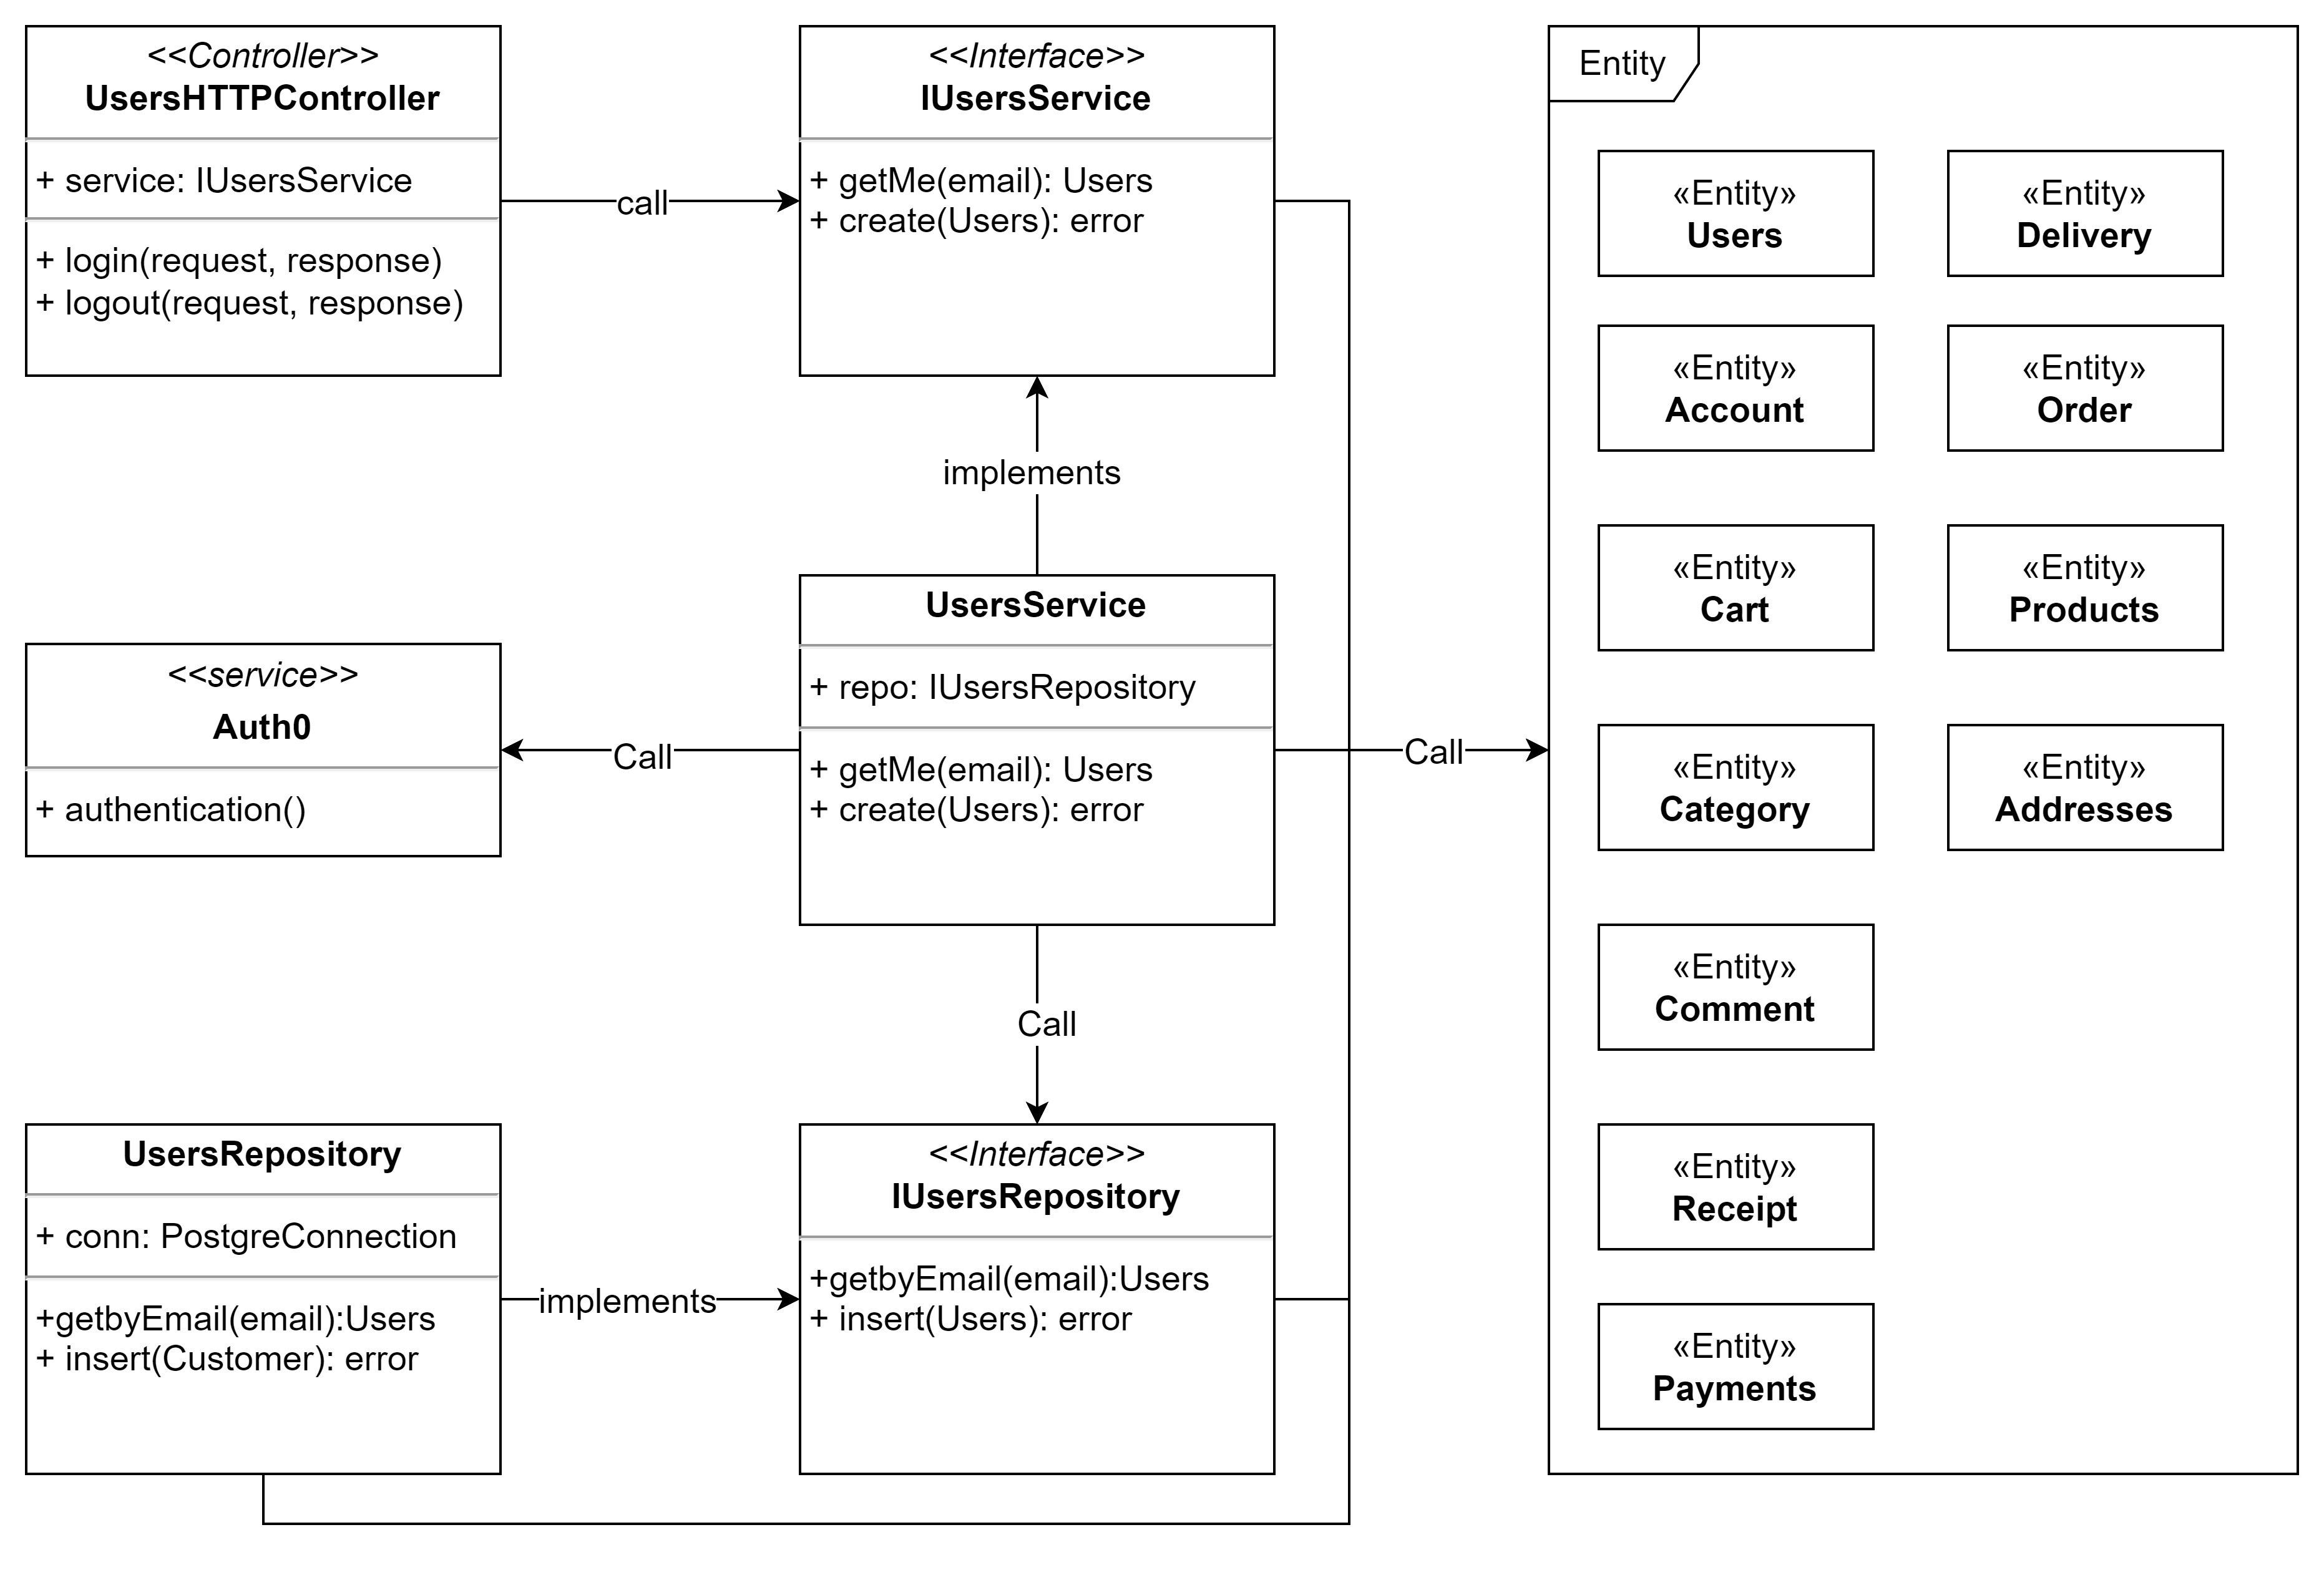 <<Controller>>
UsersHTTPController
+ service: IUsersService
+ login(request, response)
+ logout(request, response)
call
<<Interface>>
IUsersService
+ getMe(email): Users
+ create(Users): error
implements
UsersService
+ repo: IUsersRepository
+ getMe(email): Users
+ create(Users): error
Call
<<service>>
Auth0
+ authentication()
Call
Call
UsersRepository
+ conn: PostgreConnection
+getbyEmail(email):Users
+ insert(Customer): error
implements
<<Interface>>
IUsersRepository
+getbyEmail(email):Users
+ insert(Users): error
Entity
«Entity»
Users
«Entity»
Delivery
«Entity»
Account
«Entity»
Order
«Entity»
Cart
«Entity»
Products
«Entity»
Category
«Entity»
Addresses
«Entity»
Comment
«Entity»
Receipt
«Entity»
Payments